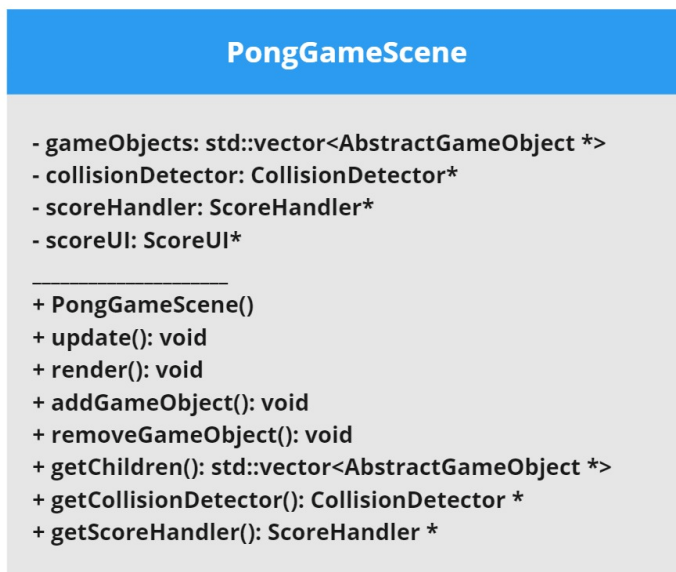 PongGameScene
- gameObjects: std::vector<AbstractGameObject *>
- collisionDetector: CollisionDetector*
- scoreHandler: ScoreHandler*
- scoreUI: ScoreUI*
____________________
+ PongGameScene()
+ update(): void
+ render(): void
+ addGameObject(): void
+ removeGameObject(): void
+ getChildren(): std::vector<AbstractGameObject *>
+ getCollisionDetector(): CollisionDetector *
+ getScoreHandler(): ScoreHandler *